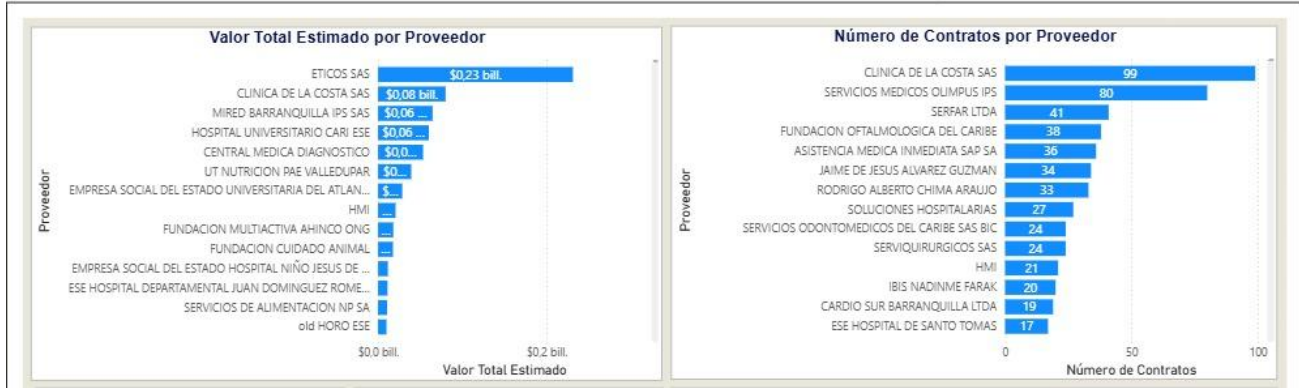 Valor Total Estimado por Proveedor
Proveedor
ETICOS SAS $0,23 bill.
CLINICA DE LA COSTA SAS $0,08 bill.
MIRED BARRANQUILLA IPS SAS $0,06 ...
HOSPITAL UNIVERSITARIO CARI ESE $0,06 ...
CENTRAL MEDICA DIAGNOSTICO $0,0...
UT NUTRICION PAE VALLEDUPAR $0...
EMPRESA SOCIAL DEL ESTADO UNIVERSITARIA DEL ATLAN... $...
HMI ...
FUNDACION MULTIACTIVA AHINCO ONG ...
FUNDACION CUIDADO ANIMAL ...
EMPRESA SOCIAL DEL ESTADO HOSPITAL NIÑO JESUS DE ...
ESE HOSPITAL DEPARTAMENTAL JUAN DOMINGUEZ ROME...
SERVICIOS DE ALIMENTACION NP SA
old HORO ESE
$0,0 bill. $0,2 bill.
Valor Total Estimado
Número de Contratos por Proveedor
Proveedor
CLINICA DE LA COSTA SAS 99
SERVICIOS MEDICOS OLIMPUS IPS 80
SERFAR LTDA 41
FUNDACION OFTALMOLOGICA DEL CARIBE 38
ASISTENCIA MEDICA INMEDIATA SAP SA 36
JAIME DE JESUS ALVAREZ GUZMAN 34
RODRIGO ALBERTO CHIMA ARAUJO 33
SOLUCIONES HOSPITALARIAS 27
SERVICIOS ODONTOMEDICOS DEL CARIBE SAS BIC 24
SERVIQUIRURGICOS SAS 24
HMI 21
IBIS NADINME FARAK 20
CARDIO SUR BARRANQUILLA LTDA 19
ESE HOSPITAL DE SANTO TOMAS 17
0 50 100
Número de Contratos